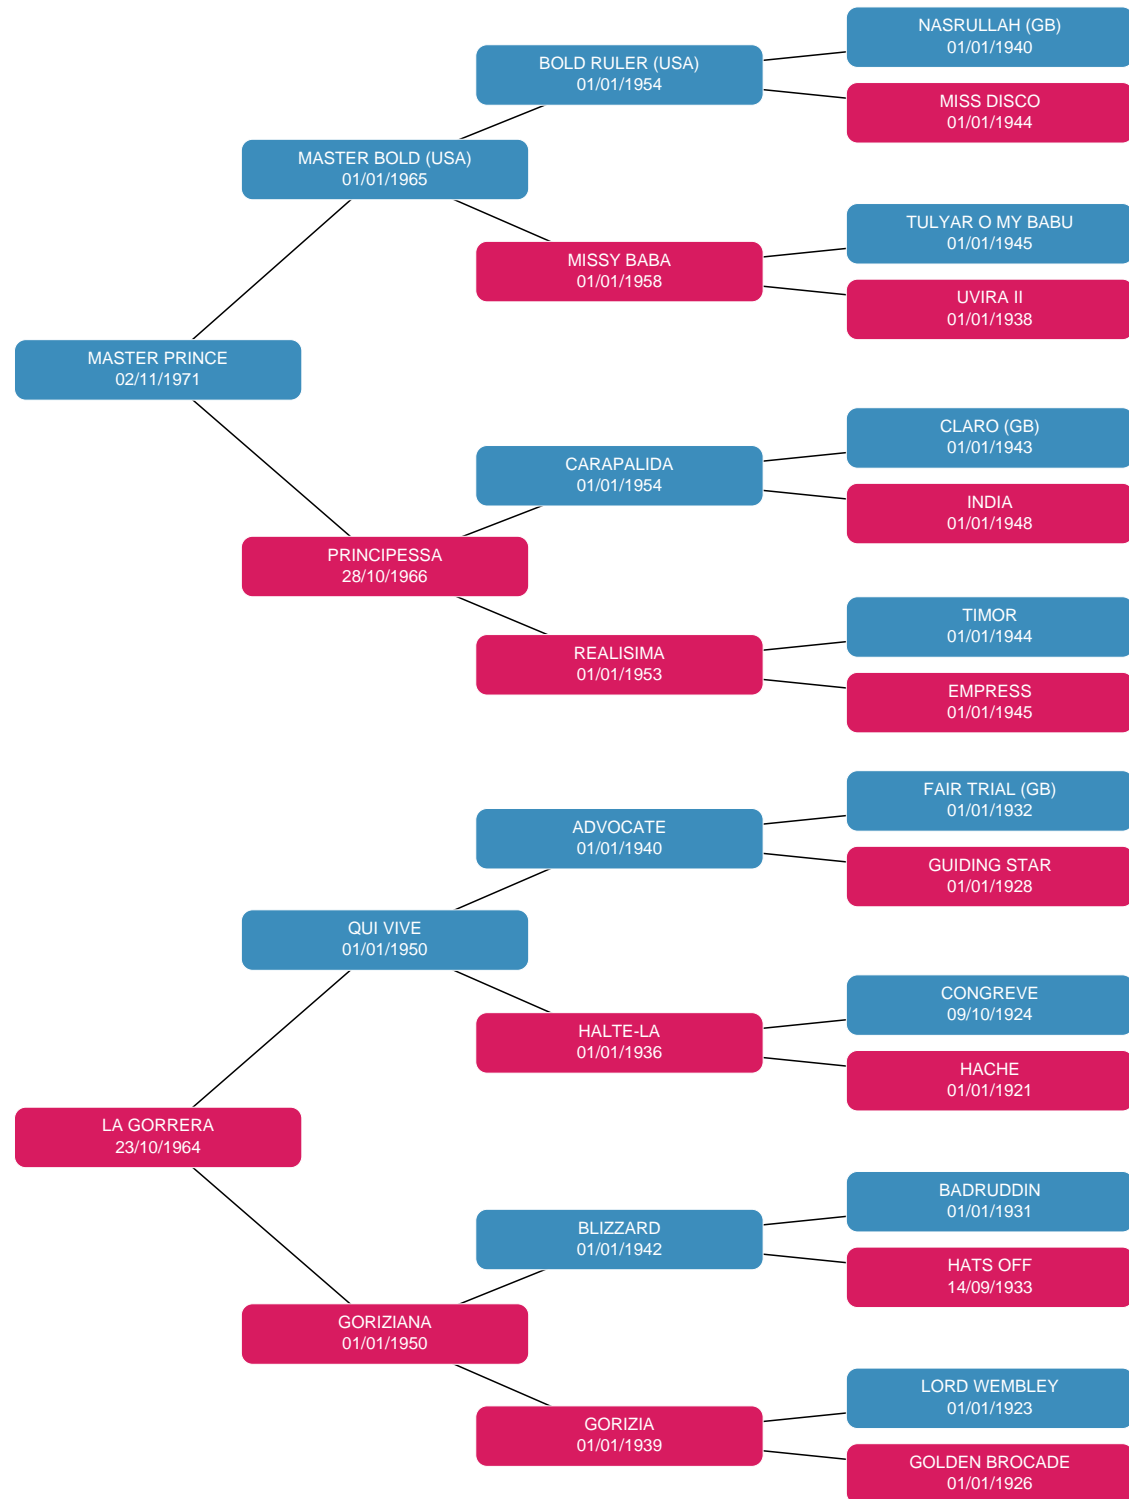 NASRULLAH (GB)
01/01/1940
BOLD RULER (USA)
01/01/1954
MISS DISCO
01/01/1944
MASTER BOLD (USA)
01/01/1965
TULYAR O MY BABU
01/01/1945
MISSY BABA
01/01/1958
UVIRA II
01/01/1938
MASTER PRINCE
02/11/1971
CLARO (GB)
01/01/1943
CARAPALIDA
01/01/1954
INDIA
01/01/1948
PRINCIPESSA
28/10/1966
TIMOR
01/01/1944
REALISIMA
01/01/1953
EMPRESS
01/01/1945
FAIR TRIAL (GB)
01/01/1932
ADVOCATE
01/01/1940
GUIDING STAR
01/01/1928
QUI VIVE
01/01/1950
CONGREVE
09/10/1924
HALTE-LA
01/01/1936
HACHE
01/01/1921
LA GORRERA
23/10/1964
BADRUDDIN
01/01/1931
BLIZZARD
01/01/1942
HATS OFF
14/09/1933
GORIZIANA
01/01/1950
LORD WEMBLEY
01/01/1923
GORIZIA
01/01/1939
GOLDEN BROCADE
01/01/1926